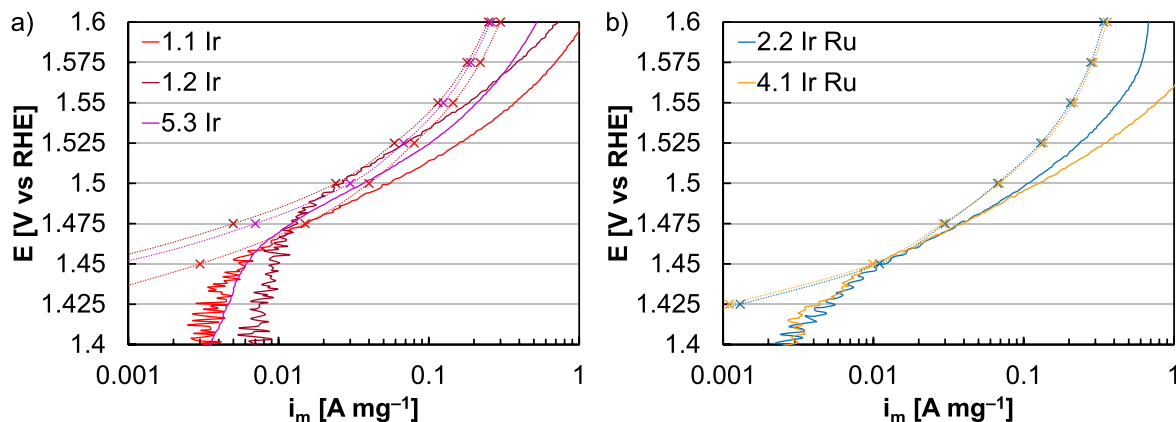 a)
1.1 Ir
1.2 Ir
5.3 Ir
E [V vs RHE]
1.6
1.575
1.55
1.525
1.5
1.475
1.45
1.425
1.4
0.001
0.01
0.1
1
i_m [A mg⁻¹]
b)
2.2 Ir Ru
4.1 Ir Ru
E [V vs RHE]
1.6
1.575
1.55
1.525
1.5
1.475
1.45
1.425
1.4
0.001
0.01
0.1
1
i_m [A mg⁻¹]